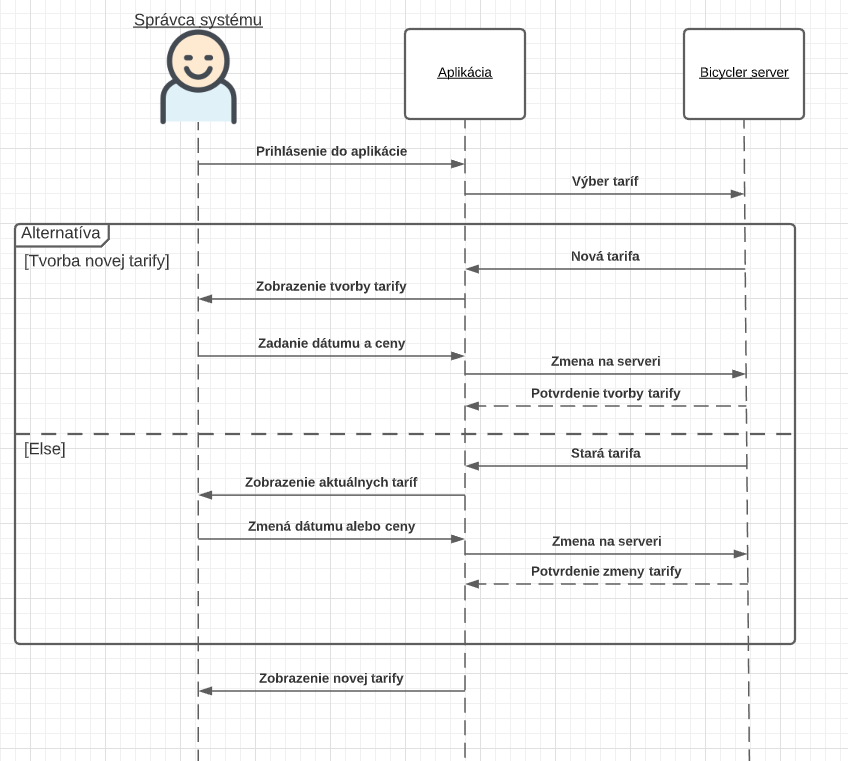 Správca systému
Aplikácia
Bicycler server
Prihlásenie do aplikácie
Výber taríf
Alternatíva
[Tvorba novej tarify]
Nová tarifa
Zobrazenie tvorby tarify
Zadanie dátumu a ceny
Zmena na serveri
Potvrdenie tvorby tarify
[Else]
Stará tarifa
Zobrazenie aktuálnych taríf
Zmená dátumu alebo ceny
Zmena na serveri
Potvrdenie zmeny tarify
Zobrazenie novej tarify